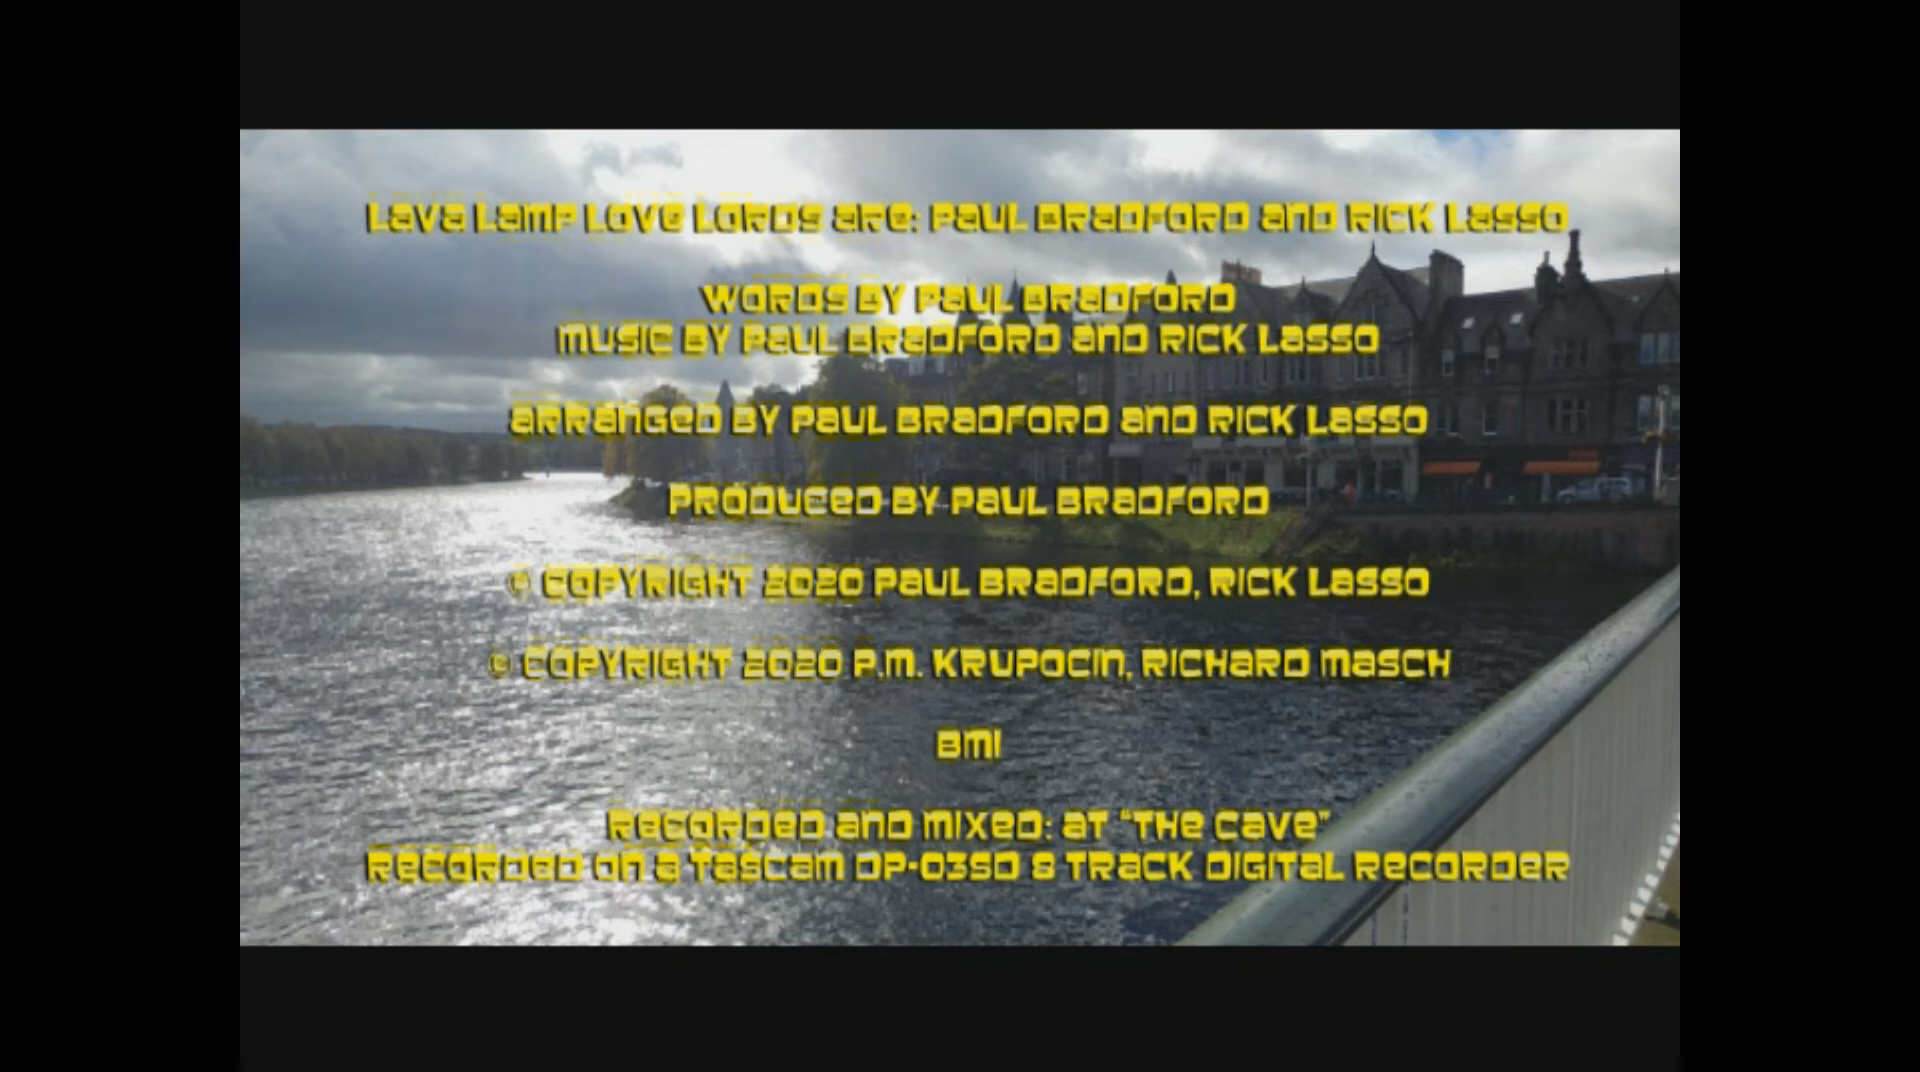 Lava Lamp Love Lords are: Paul Bradford and Rick Lasso
Words by Paul Bradford
Music by Paul Bradford and Rick Lasso
Arranged by Paul Bradford and Rick Lasso
Produced by Paul Bradford
© Copyright 2020 Paul Bradford, Rick Lasso
© Copyright 2020 P.M. Krupocin, Richard Masch
BMI
Recorded and Mixed: at “The Cave”
Recorded on a Tascam DP-03SD 8 Track Digital Recorder